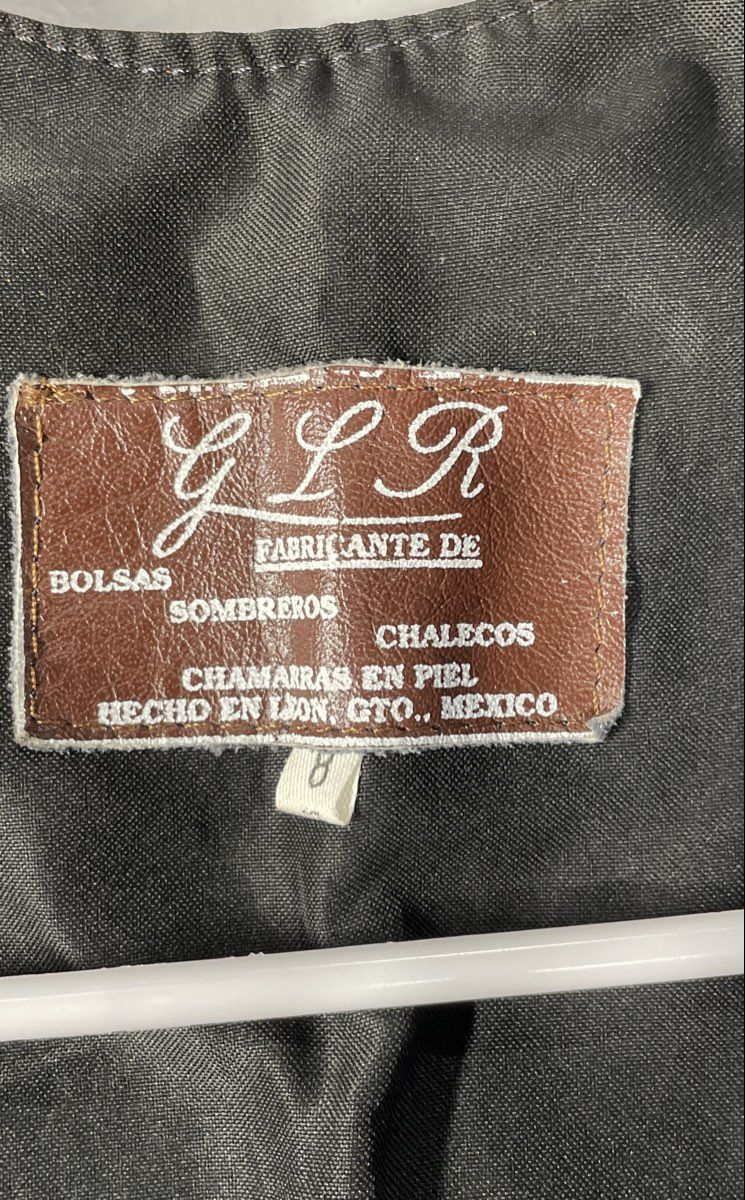 GLR
FABRICANTE DE
BOLSAS
SOMBREROS
CHALECOS
CHAMARRAS EN PIEL
HECHO EN LEON, GTO., MEXICO
8